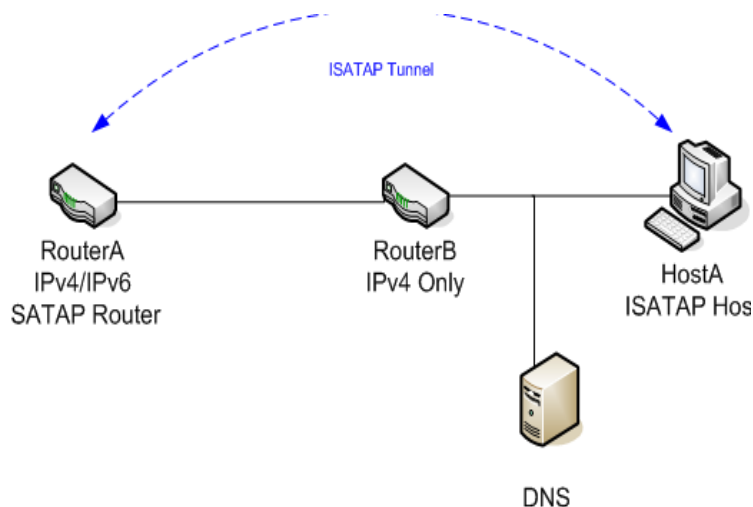 ISATAP Tunnel
RouterA
IPv4/IPv6
SATAP Router
RouterB
IPv4 Only
HostA
ISATAP Hos
DNS